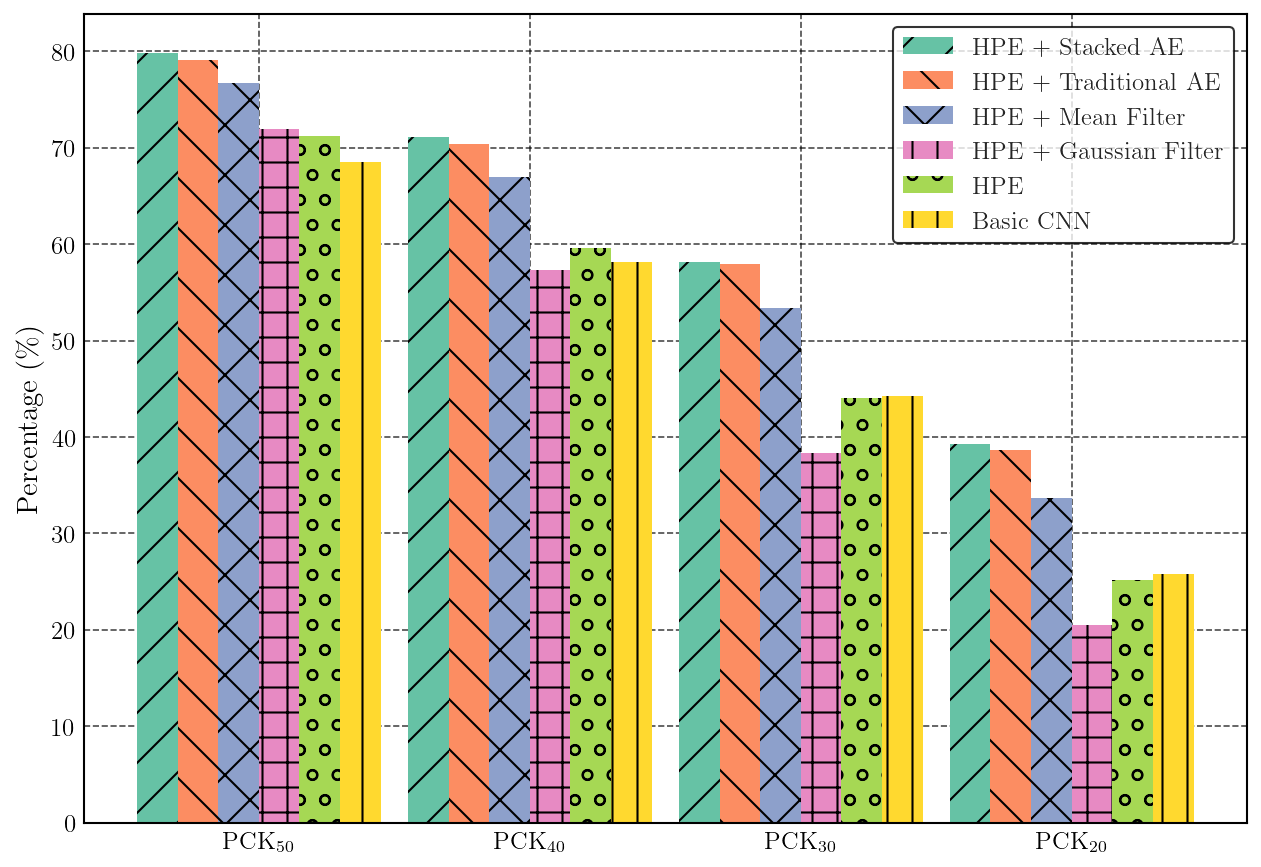 Percentage (%)
80
70
60
50
40
30
20
10
0
PCK₅₀
PCK₄₀
PCK₃₀
PCK₂₀
HPE + Stacked AE
HPE + Traditional AE
HPE + Mean Filter
HPE + Gaussian Filter
HPE
Basic CNN